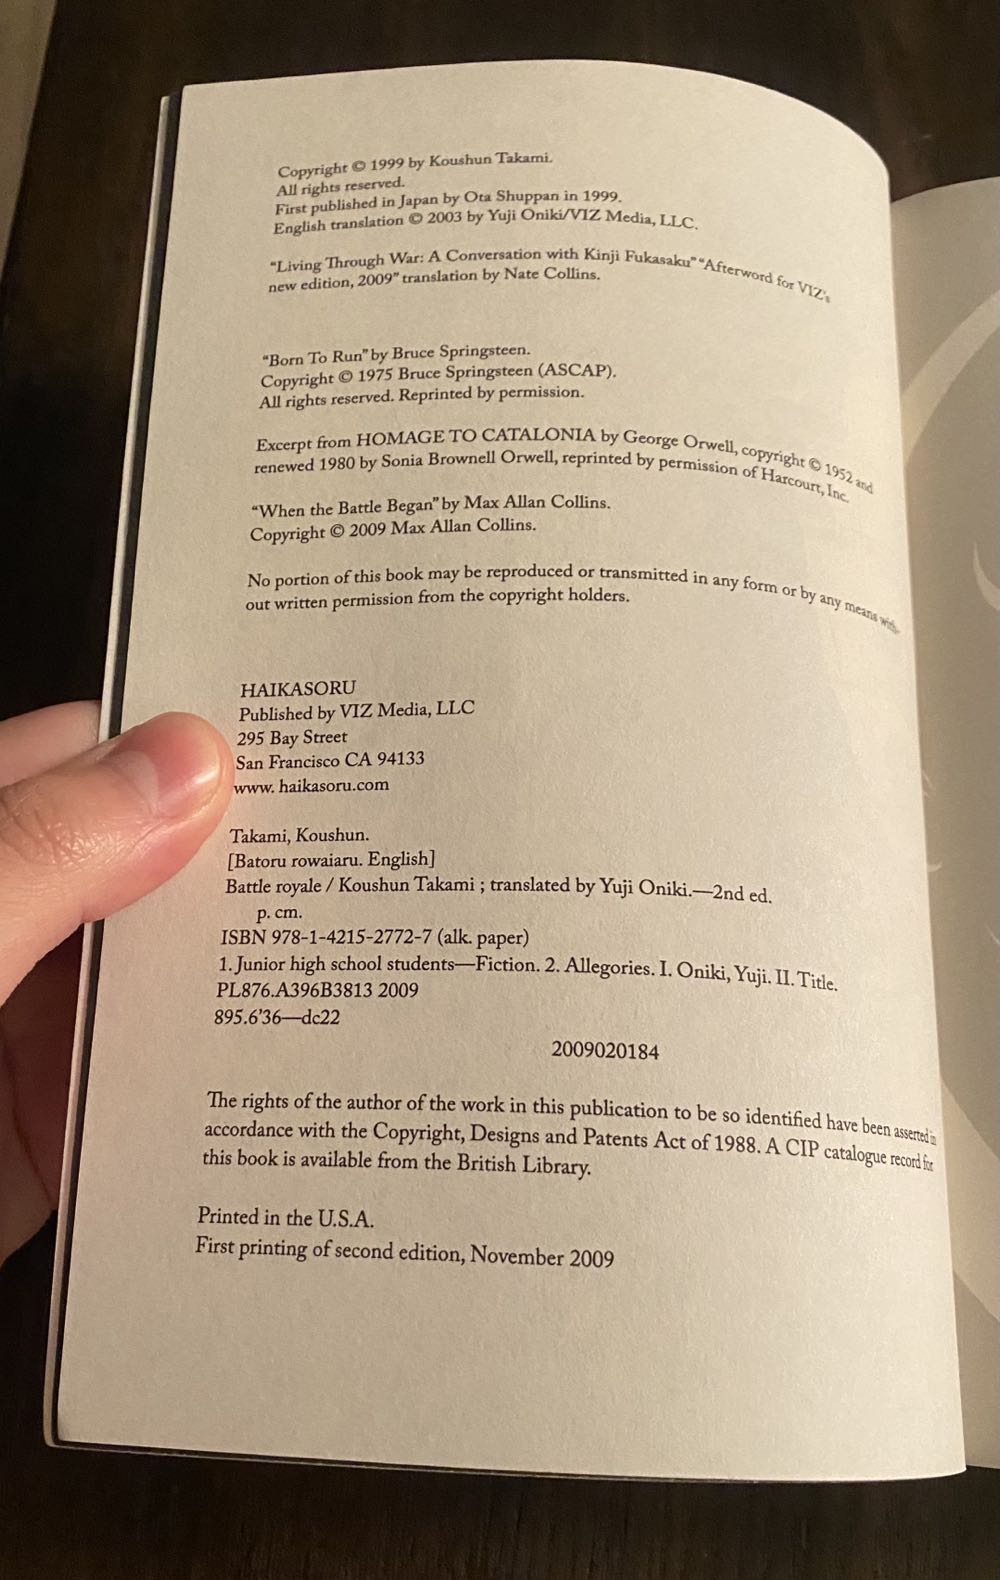 Copyright © 1999 by Koushun Takami.
All rights reserved.
First published in Japan by Ota Shuppan in 1999.
English translation © 2003 by Yuji Oniki/VIZ Media, LLC.
“Living Through War: A Conversation with Kinji Fukasaku” “Afterword for VIZ’s
new edition, 2009” translation by Nate Collins.
“Born To Run” by Bruce Springsteen.
Copyright © 1975 Bruce Springsteen (ASCAP).
All rights reserved. Reprinted by permission.
Excerpt from HOMAGE TO CATALONIA by George Orwell, copyright © 1952 and
renewed 1980 by Sonia Brownell Orwell, reprinted by permission of Harcourt, Inc.
“When the Battle Began” by Max Allan Collins.
Copyright © 2009 Max Allan Collins.
No portion of this book may be reproduced or transmitted in any form or by any means with-
out written permission from the copyright holders.
HAIKASORU
Published by VIZ Media, LLC
295 Bay Street
San Francisco CA 94133
www. haikasoru.com
Takami, Koushun.
[Batoru rowaiaru. English]
Battle royale / Koushun Takami ; translated by Yuji Oniki.—2nd ed.
p. cm.
ISBN 978-1-4215-2772-7 (alk. paper)
1. Junior high school students—Fiction. 2. Allegories. I. Oniki, Yuji. II. Title.
PL876.A396B3813 2009
895.6’36—dc22
2009020184
The rights of the author of the work in this publication to be so identified have been asserted in
accordance with the Copyright, Designs and Patents Act of 1988. A CIP catalogue record for
this book is available from the British Library.
Printed in the U.S.A.
First printing of second edition, November 2009